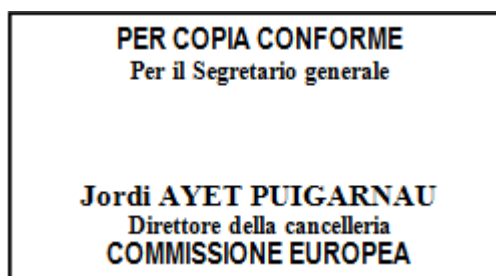 PER COPIA CONFORME
Per il Segretario generale
Jordi AYET PUIGARNAU
Direttore della cancelleria
COMMISSIONE EUROPEA